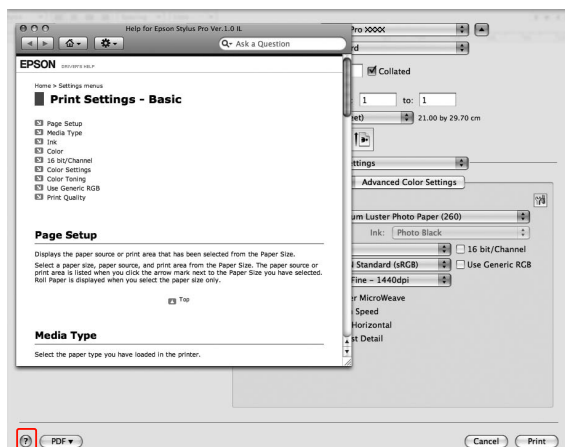 Help for Epson Stylus Pro Ver.1.0 IL
Ask a Question
EPSON DRIVER'S HELP
Home > Settings menus
Print Settings - Basic
Page Setup
Media Type
Ink
Color
16 bit/Channel
Color Settings
Color Toning
Use Generic RGB
Print Quality
Page Setup
Displays the paper source or print area that has been selected from the Paper Size.
Select a paper size, paper source, and print area from the Paper Size. The paper source or
print area is listed when you click the arrow mark next to the Paper Size you have selected.
Roll Paper is displayed when you select the paper size only.
Top
Media Type
Select the paper type you have loaded in the printer.
Pro XXXX
rd
Collated
1 to: 1
eet) 21.00 by 29.70 cm
ttings
Advanced Color Settings
um Luster Photo Paper (260)
Ink: Photo Black
16 bit/Channel
Standard (sRGB) Use Generic RGB
Fine - 1440dpi
er MicroWeave
Speed
Horizontal
st Detail
? PDF ▼ Cancel Print